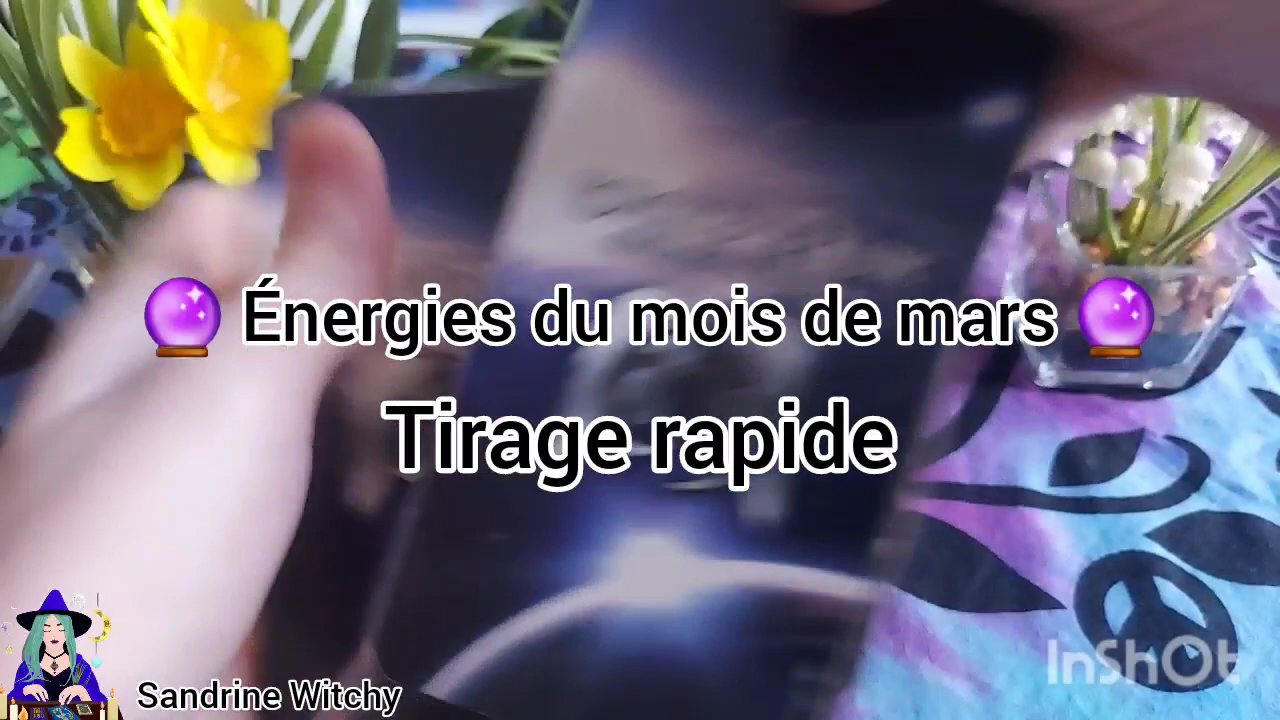 🔮 Énergies du mois de mars 🔮
Tirage rapide
Sandrine Witchy
InShOt